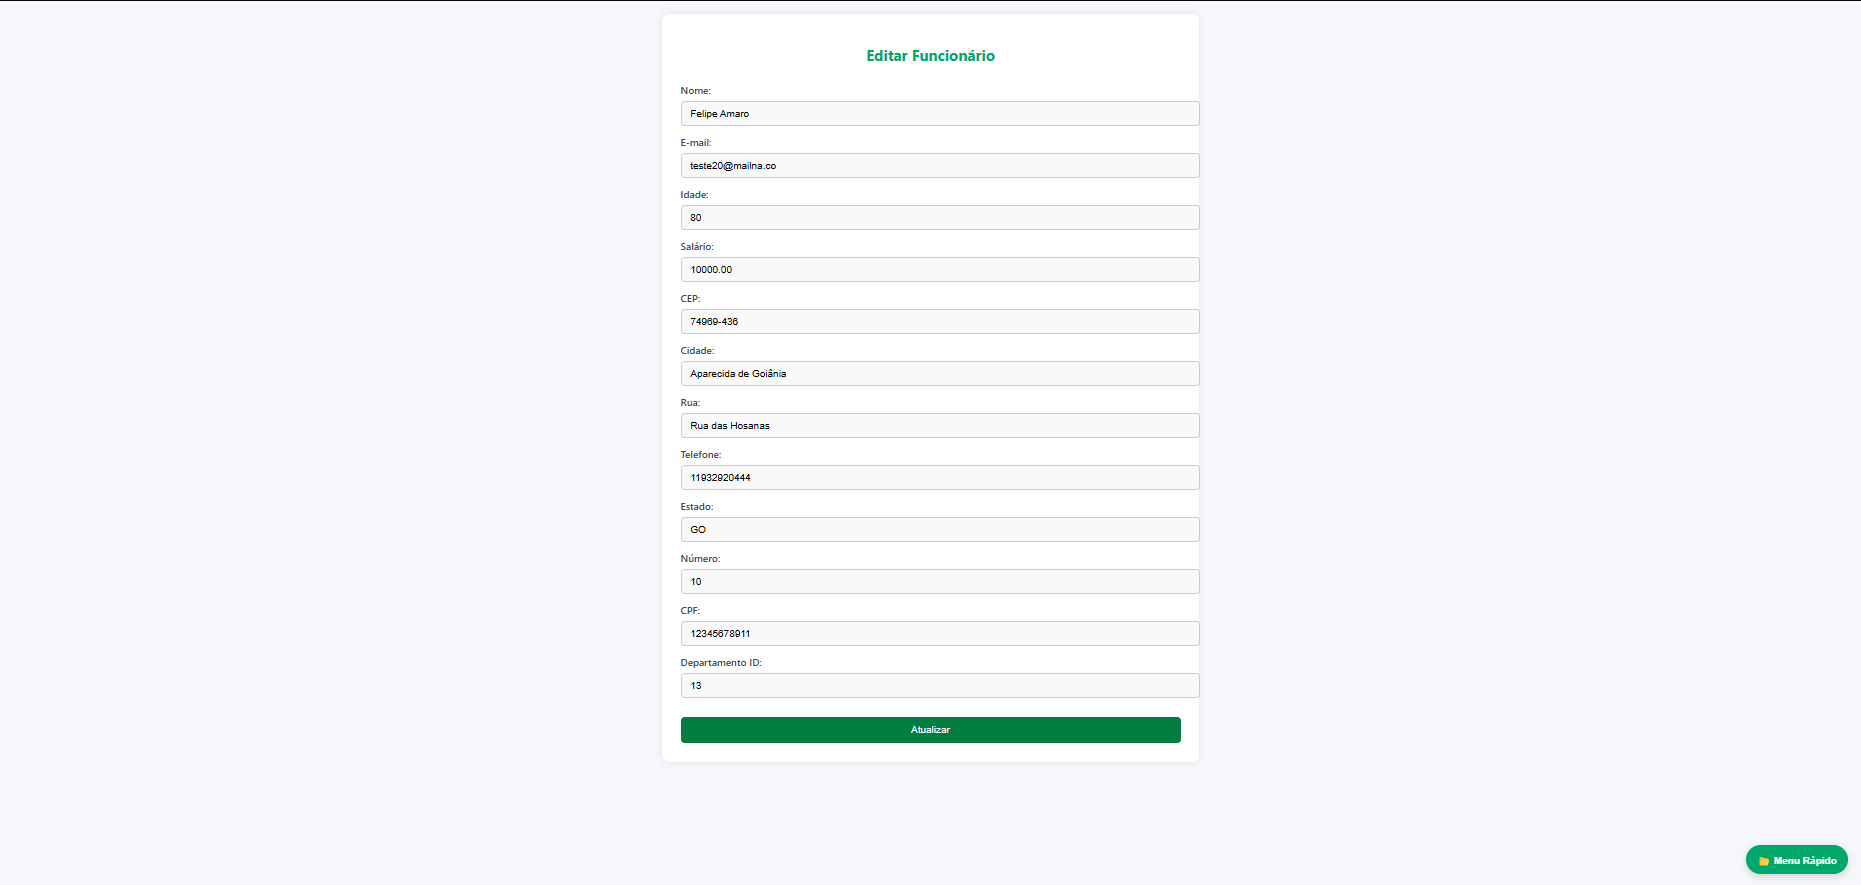 Editar Funcionário
Nome:
Felipe Amaro
E-mail:
teste20@mailna.co
Idade:
80
Salário:
10000.00
CEP:
74969-436
Cidade:
Aparecida de Goiânia
Rua:
Rua das Hosanas
Telefone:
11932920444
Estado:
GO
Número:
10
CPF:
12345678911
Departamento ID:
13
Atualizar
Menu Rápido